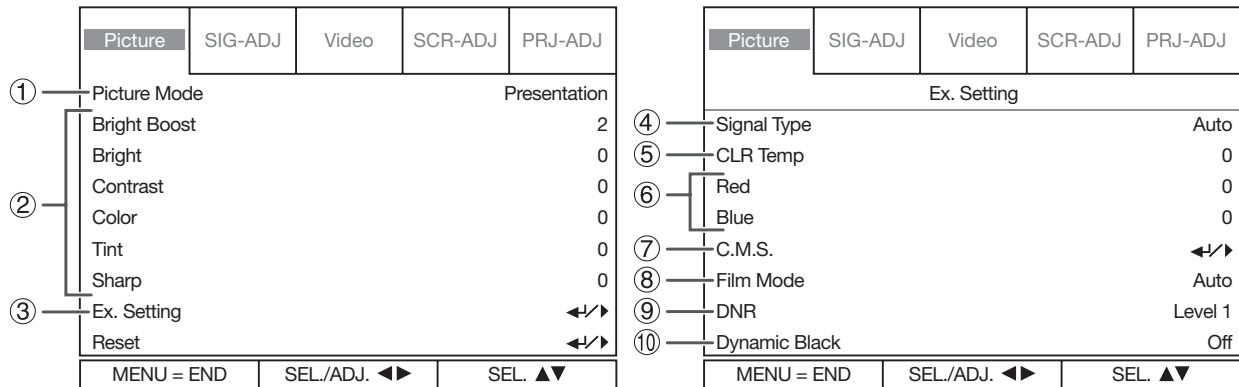 Picture SIG-ADJ Video SCR-ADJ PRJ-ADJ
① Picture Mode Presentation
② Bright Boost 2
Bright 0
Contrast 0
Color 0
Tint 0
Sharp 0
③ Ex. Setting
Reset
MENU = END SEL./ADJ. ◀▶ SEL. ▲▼
Picture SIG-ADJ Video SCR-ADJ PRJ-ADJ
Ex. Setting
④ Signal Type Auto
⑤ CLR Temp 0
⑥ Red 0
Blue 0
⑦ C.M.S.
⑧ Film Mode Auto
⑨ DNR Level 1
⑩ Dynamic Black Off
MENU = END SEL./ADJ. ◀▶ SEL. ▲▼